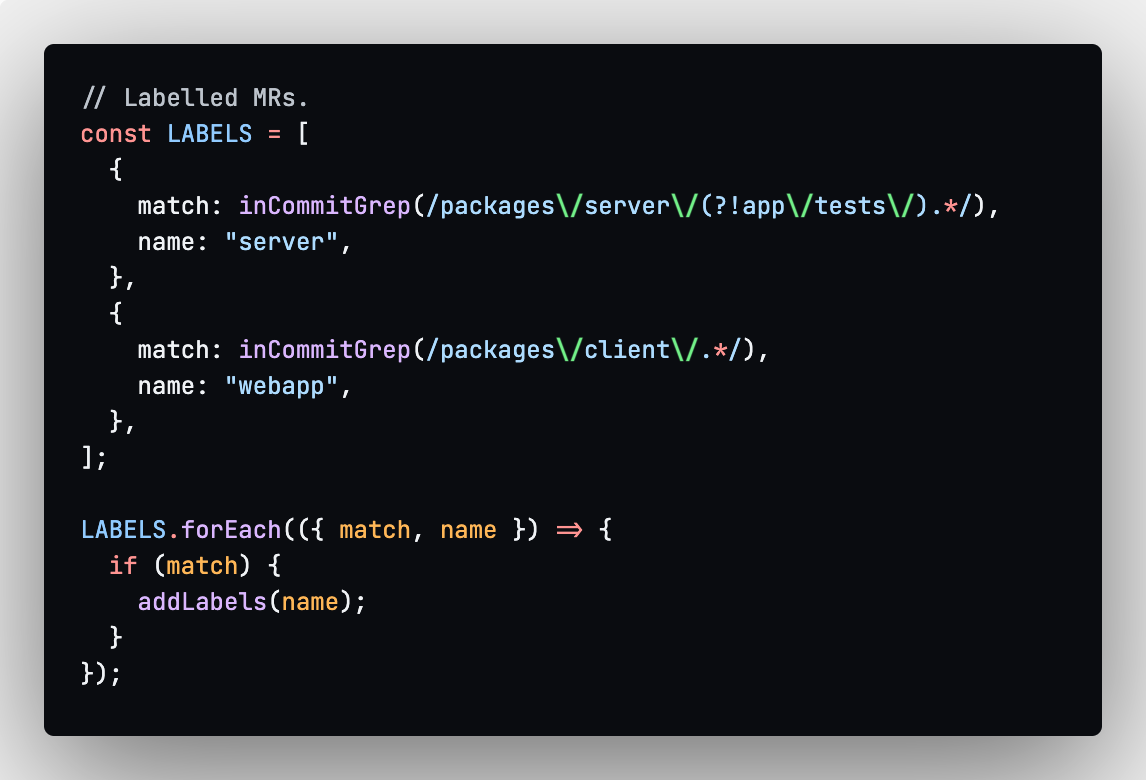 // Labelled MRs.
const LABELS = [
  {
    match: inCommitGrep(/packages\/server\/(?!app\/tests\/).*/),
    name: "server",
  },
  {
    match: inCommitGrep(/packages\/client\/.*/),
    name: "webapp",
  },
];

LABELS.forEach(({ match, name }) => {
  if (match) {
    addLabels(name);
  }
});